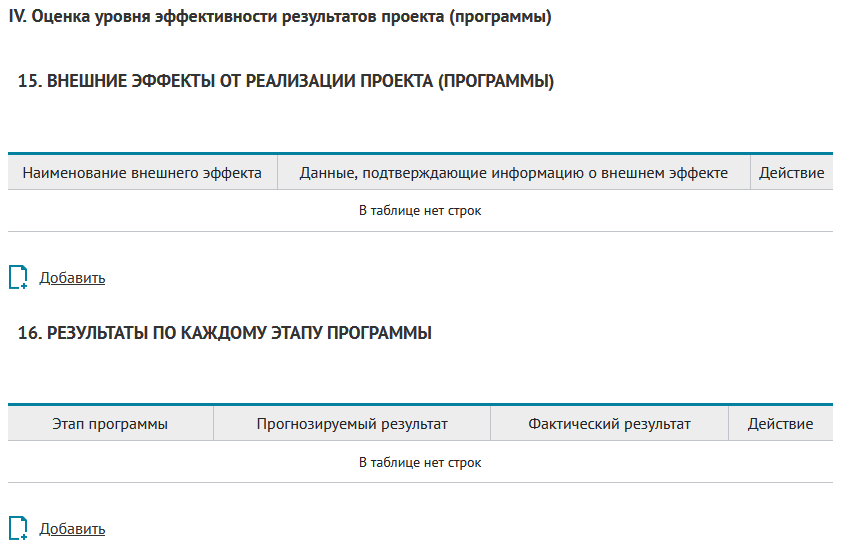 IV. Оценка уровня эффективности результатов проекта (программы)
15. ВНЕШНИЕ ЭФФЕКТЫ ОТ РЕАЛИЗАЦИИ ПРОЕКТА (ПРОГРАММЫ)
Наименование внешнего эффекта Данные, подтверждающие информацию о внешнем эффекте Действие
В таблице нет строк
Добавить
16. РЕЗУЛЬТАТЫ ПО КАЖДОМУ ЭТАПУ ПРОГРАММЫ
Этап программы Прогнозируемый результат Фактический результат Действие
В таблице нет строк
Добавить